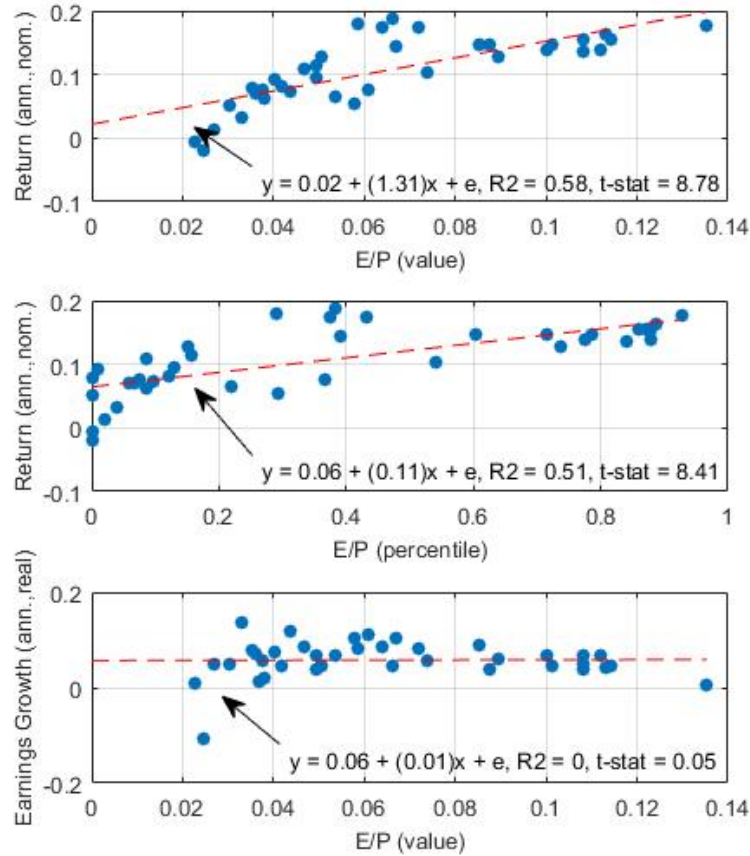 Return (ann.,nom.)
0.2
0.1
0
-0.1
y = 0.02 + (1.31)x + e, R2 = 0.58, t-stat = 8.78
0 0.02 0.04 0.06 0.08 0.1 0.12 0.14
E/P (value)
Return (ann.,nom.)
0.2
0.1
0
-0.1
y = 0.06 + (0.11)x + e, R2 = 0.51, t-stat = 8.41
0 0.2 0.4 0.6 0.8 1
E/P (percentile)
Earnings Growth (ann.,real)
0.2
0
-0.2
y = 0.06 + (0.01)x + e, R2 = 0, t-stat = 0.05
0 0.02 0.04 0.06 0.08 0.1 0.12 0.14
E/P (value)